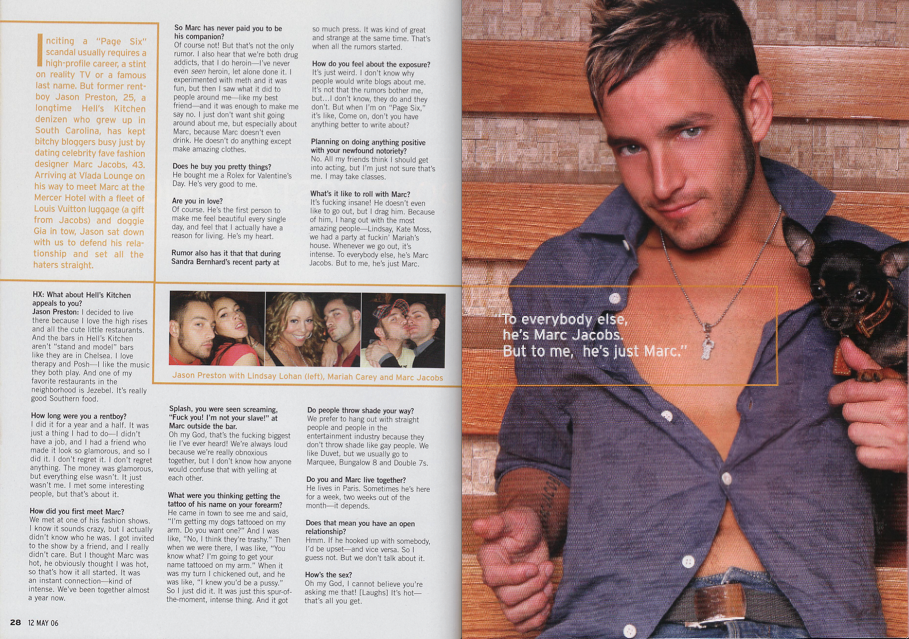 Inciting a "Page Six"
scandal usually requires a
high-profile career, a stint
on reality TV or a famous
last name. But former rent-
boy Jason Preston, 25, a
longtime Hell's Kitchen
denizen who grew up in
South Carolina, has kept
bitchy bloggers busy just by
dating celebrity fave fashion
designer Marc Jacobs, 43.
Arriving at Vlada Lounge on
his way to meet Marc at the
Mercer Hotel with a fleet of
Louis Vuitton luggage (a gift
from Jacobs) and doggie
Gia in tow, Jason sat down
with us to defend his rela-
tionship and set all the
haters straight.
HX: What about Hell's Kitchen
appeals to you?
Jason Preston: I decided to live
there because I love the high rises
and all the cute little restaurants.
And the bars in Hell's Kitchen
aren't "stand and model" bars
like they are in Chelsea. I love
therapy and Posh—I like the music
they both play. And one of my
favorite restaurants in the
neighborhood is Jezebel. It's really
good Southern food.
How long were you a rentboy?
I did it for a year and a half. It was
just a thing I had to do—I didn't
have a job, and I had a friend who
made it look so glamorous, and so I
did it. I don't regret it. I don't regret
anything. The money was glamorous,
but everything else wasn't. It just
wasn't me. I met some interesting
people, but that's about it.
How did you first meet Marc?
We met at one of his fashion shows.
I know it sounds crazy, but I actually
didn't know who he was. I got invited
to the show by a friend, and I really
didn't care. But I thought Marc was
hot, he obviously thought I was hot,
so that's how it all started. It was
an instant connection—kind of
intense. We've been together almost
a year now.
So Marc has never paid you to be
his companion?
Of course not! But that's not the only
rumor. I also hear that we're both drug
addicts, that I do heroin—I've never
even seen heroin, let alone done it. I
experimented with meth and it was
fun, but then I saw what it did to
people around me—like my best
friend—and it was enough to make me
say no. I just don't want shit going
around about me, but especially about
Marc, because Marc doesn't even
drink. He doesn't do anything except
make amazing clothes.
Does he buy you pretty things?
He bought me a Rolex for Valentine's
Day. He's very good to me.
Are you in love?
Of course. He's the first person to
make me feel beautiful every single
day, and feel that I actually have a
reason for living. He's my heart.
Rumor also has it that that during
Sandra Bernhard's recent party at
Splash, you were seen screaming,
"Fuck you! I'm not your slave!" at
Marc outside the bar.
Oh my God, that's the fucking biggest
lie I've ever heard! We're always loud
because we're really obnoxious
together, but I don't know how anyone
would confuse that with yelling at
each other.
What were you thinking getting the
tattoo of his name on your forearm?
He came in town to see me and said,
"I'm getting my dogs tattooed on my
arm. Do you want one?" And I was
like, "No, I think they're trashy." Then
when we were there, I was like, "You
know what? I'm going to get your
name tattooed on my arm." When it
was my turn I chickened out, and he
was like, "I knew you'd be a pussy."
So I just did it. It was just this spur-of-
the-moment, intense thing. And it got
so much press. It was kind of great
and strange at the same time. That's
when all the rumors started.
How do you feel about the exposure?
It's just weird. I don't know why
people would write blogs about me.
It's not that the rumors bother me,
but...I don't know, they do and they
don't. But when I'm on "Page Six,"
it's like, Come on, don't you have
anything better to write about?
Planning on doing anything positive
with your newfound notoriety?
No. All my friends think I should get
into acting, but I'm just not sure that's
me. I may take classes.
What's it like to roll with Marc?
It's fucking insane! He doesn't even
like to go out, but I drag him. Because
of him, I hang out with the most
amazing people—Lindsay, Kate Moss,
we had a party at fuckin' Mariah's
house. Whenever we go out, it's
intense. To everybody else, he's Marc
Jacobs. But to me, he's just Marc.
Do people throw shade your way?
We prefer to hang out with straight
people and people in the
entertainment industry because they
don't throw shade like gay people. We
like Duvet, but we usually go to
Marquee, Bungalow 8 and Double 7s.
Do you and Marc live together?
He lives in Paris. Sometimes he's here
for a week, two weeks out of the
month—it depends.
Does that mean you have an open
relationship?
Hmm. If he hooked up with somebody,
I'd be upset—and vice versa. So I
guess not. But we don't talk about it.
How's the sex?
Oh my God, I cannot believe you're
asking me that! [Laughs] It's hot—
that's all you get.
Jason Preston with Lindsay Lohan (left), Mariah Carey and Marc Jacobs
"To everybody else,
he's Marc Jacobs.
But to me, he's just Marc."
28 12 MAY 06